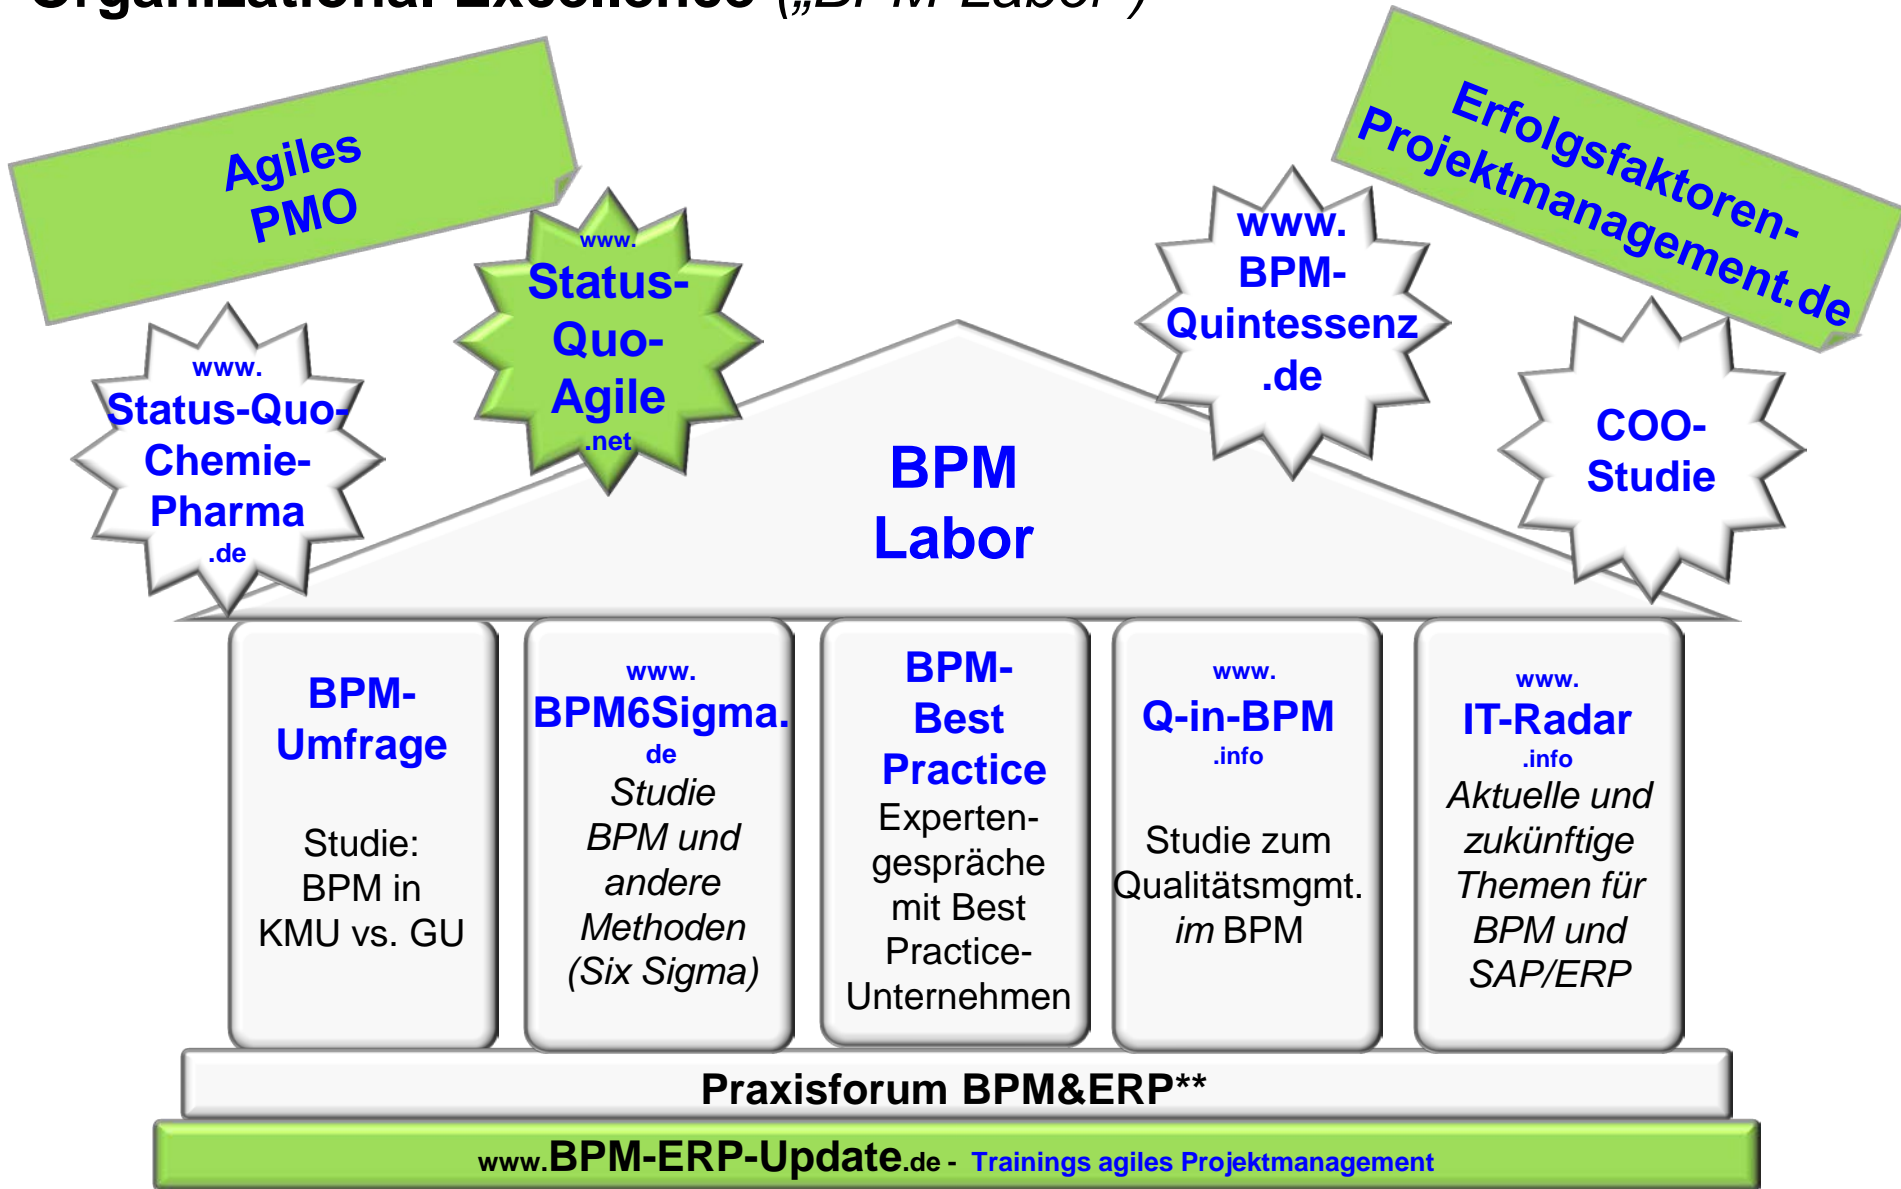 Organizational Excellence („BPM-Labor“)
Agiles
PMO
Erfolgsfaktoren-
Projektmanagement.de
www.
Status-
Quo-
Agile
.net
www.
BPM-
Quintessenz
.de
www.
Status-Quo-
Chemie-
Pharma
.de
COO-
Studie
BPM
Labor
BPM-
Umfrage
Studie:
BPM in
KMU vs. GU
www.
BPM6Sigma.
de
Studie
BPM und
andere
Methoden
(Six Sigma)
BPM-
Best
Practice
Experten-
gespräche
mit Best
Practice-
Unternehmen
www.
Q-in-BPM
.info
Studie zum
Qualitätsmgmt.
im BPM
www.
IT-Radar
.info
Aktuelle und
zukünftige
Themen für
BPM und
SAP/ERP
Praxisforum BPM&ERP**
www.BPM-ERP-Update.de - Trainings agiles Projektmanagement